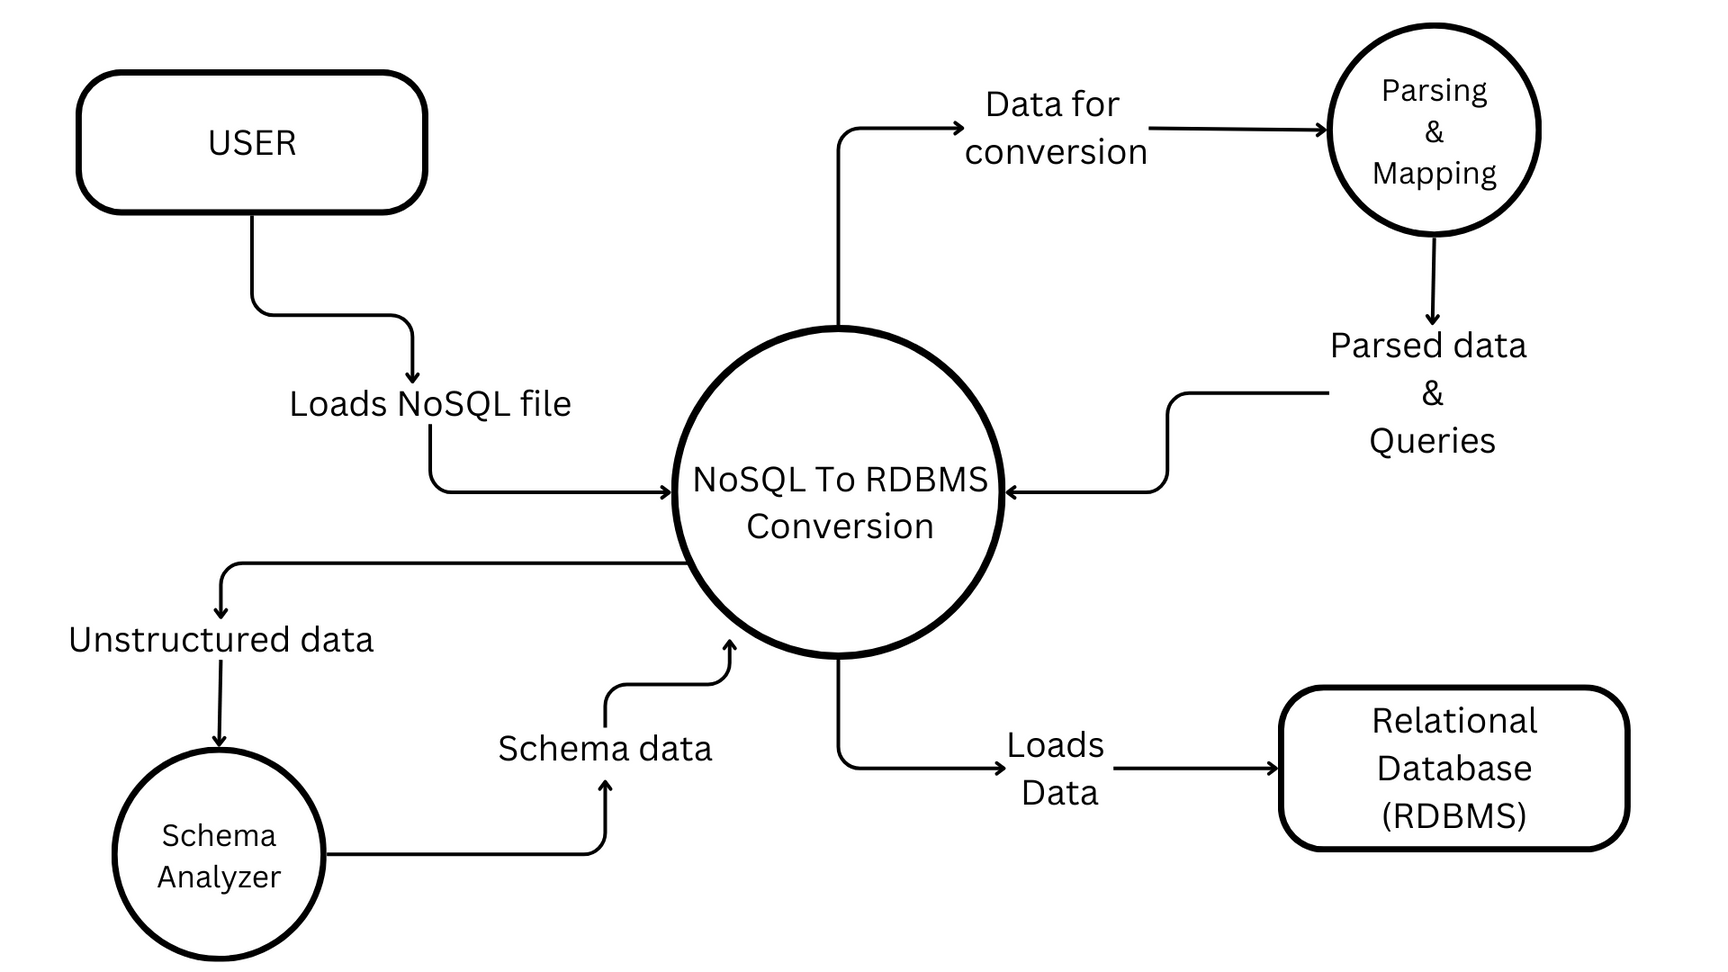 USER
Data for
conversion
Parsing
&
Mapping
Loads NoSQL file
Parsed data
&
Queries
NoSQL To RDBMS
Conversion
Unstructured data
Schema data
Loads
Data
Relational
Database
(RDBMS)
Schema
Analyzer